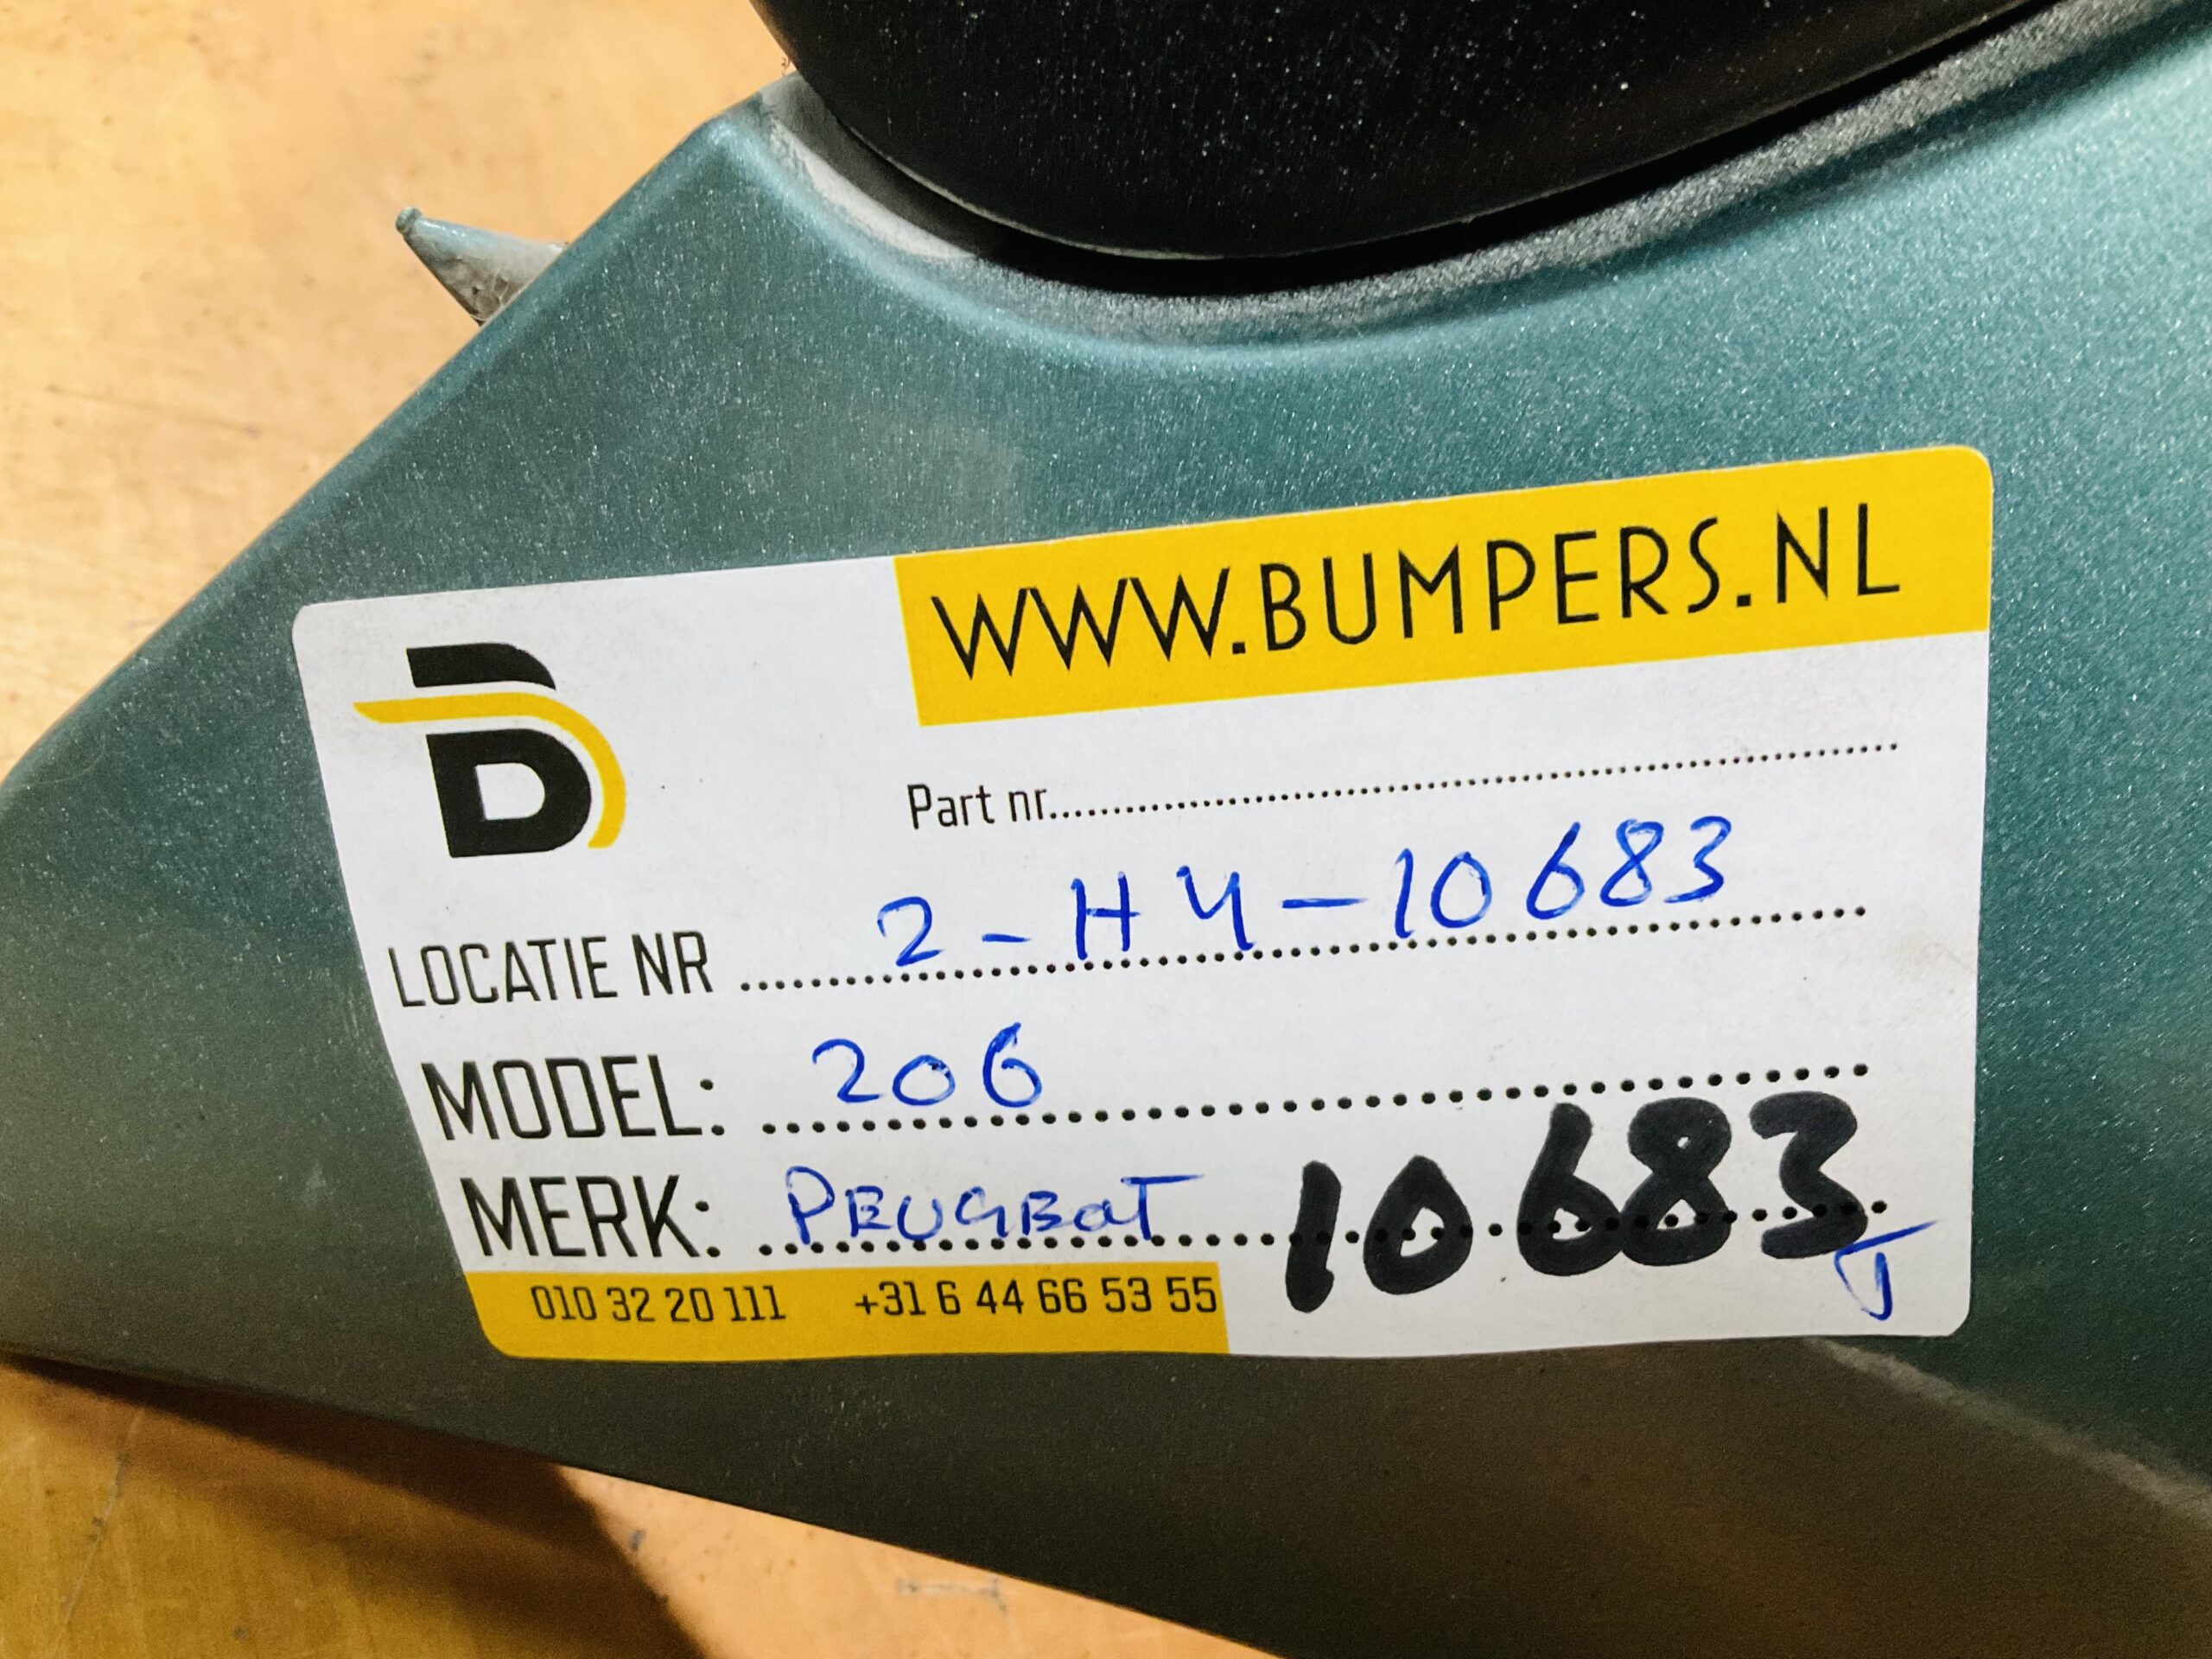 WWW.BUMPERS.NL
B
Part nr....................
LOCATIE NR .................... 2-H4-10683
MODEL: .................... 206
MERK: .................... PEUGEOT 10683
J
010 32 20 111 +31 6 44 66 53 55